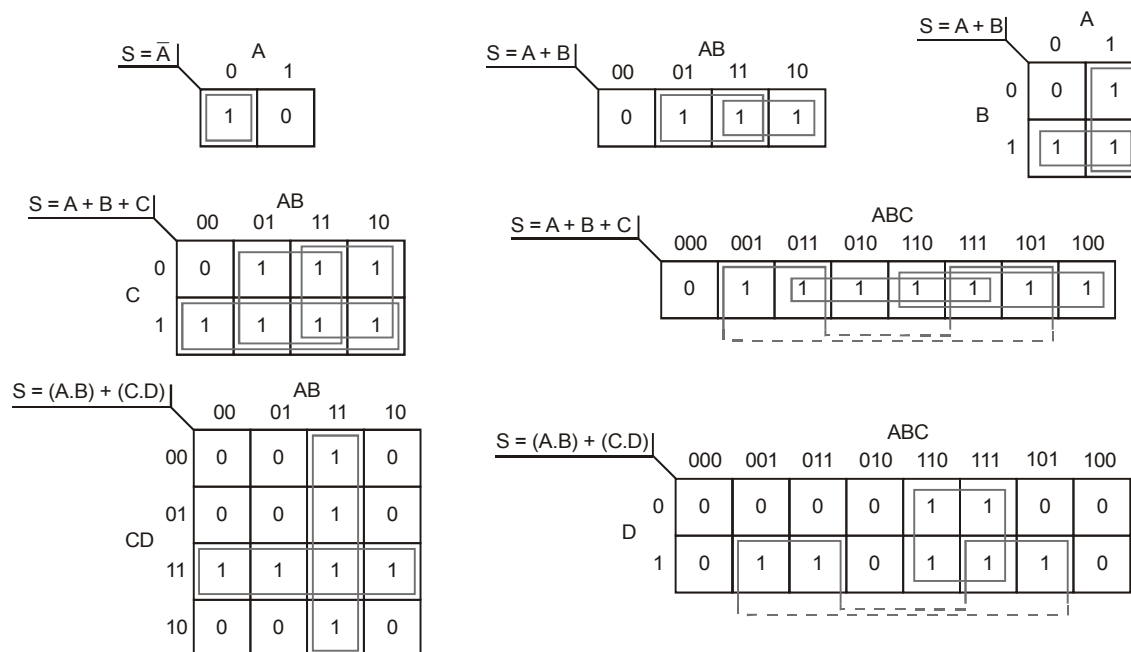 S = A̅ A
0 1
1 0
S = A + B AB
00 01 11 10
0 1 1 1
S = A + B A
0 1
0 0 1
B
1 1 1
S = A + B + C AB
00 01 11 10
0 0 1 1 1
C
1 1 1 1 1
S = A + B + C ABC
000 001 011 010 110 111 101 100
0 1 1 1 1 1 1 1
S = (A.B) + (C.D) AB
00 01 11 10
00 0 0 1 0
01 0 0 1 0
CD
11 1 1 1 1
10 0 0 1 0
S = (A.B) + (C.D) ABC
000 001 011 010 110 111 101 100
0 0 0 0 0 1 1 0 0
D
1 0 1 1 0 1 1 1 0